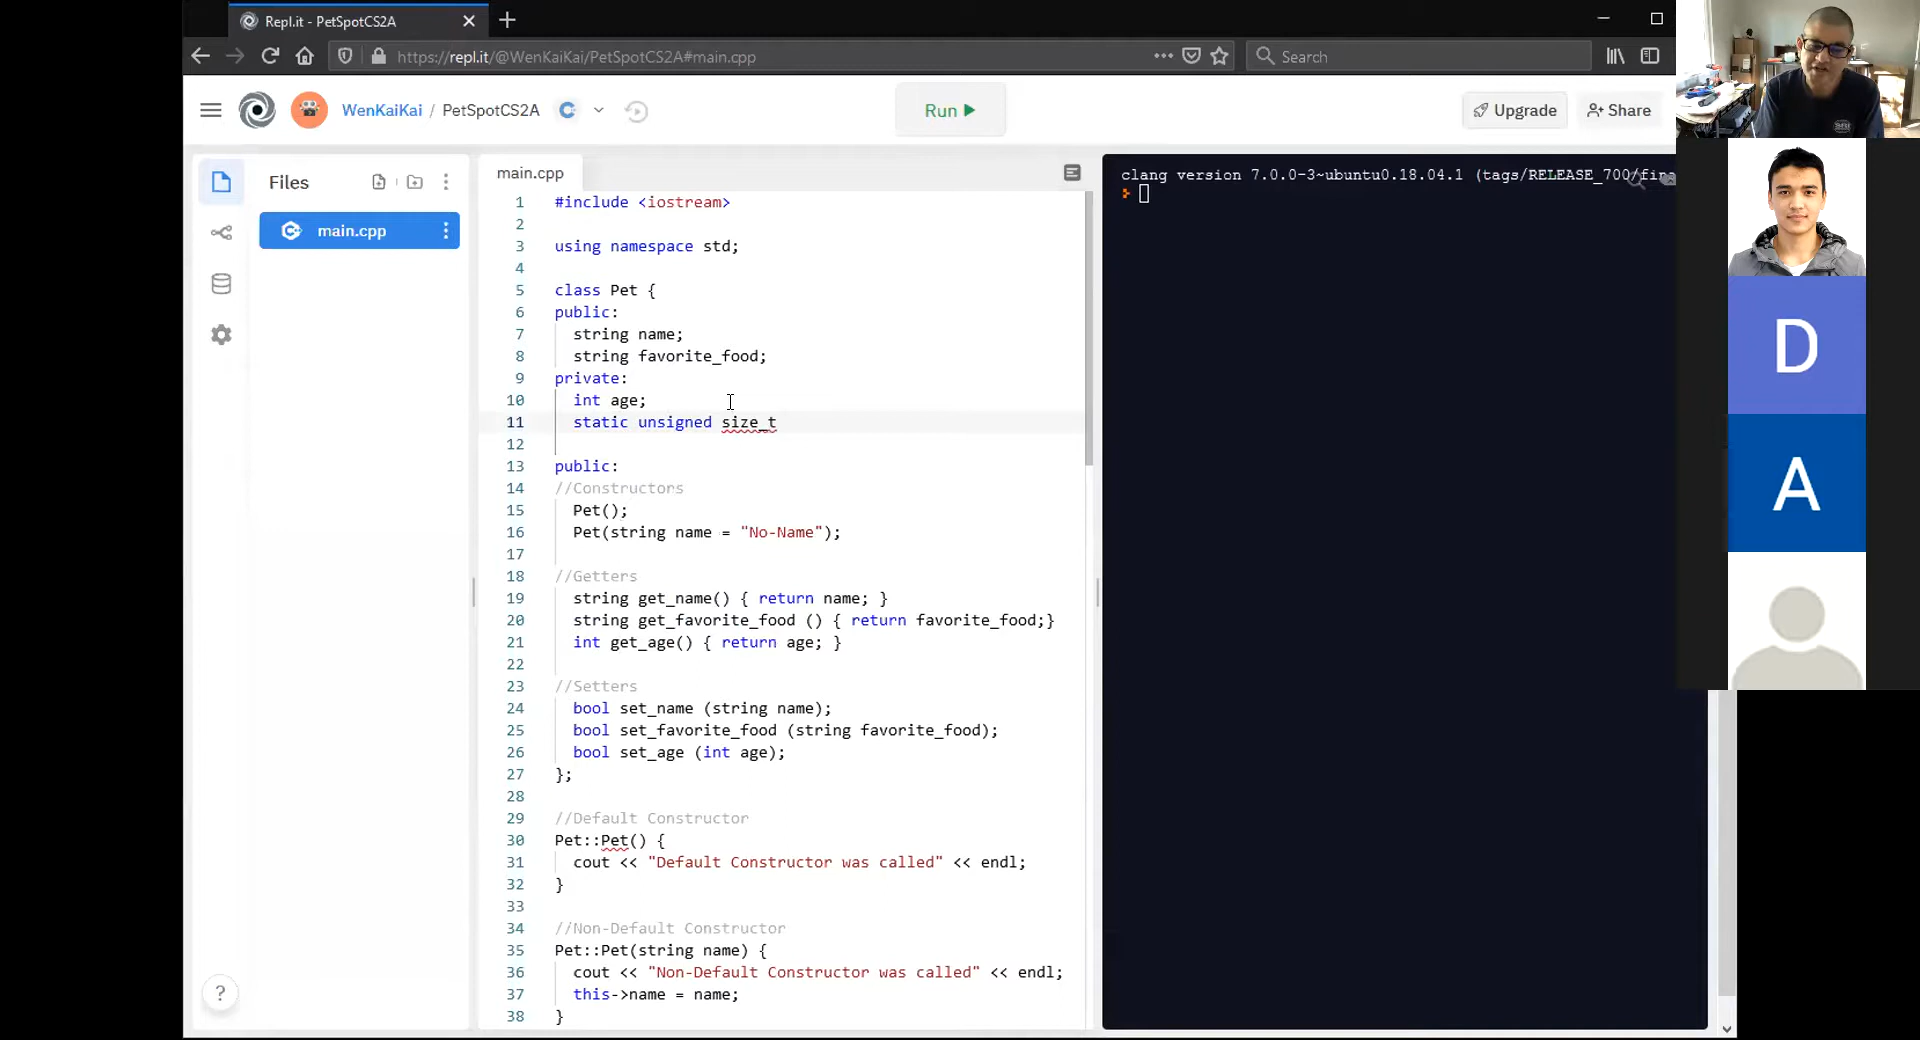 Repl.it - PetSpotCS2A
https://repl.it/@WenKaiKai/PetSpotCS2A#main.cpp
Search
WenKaiKai / PetSpotCS2A
Run
Upgrade
Share
Files
main.cpp
main.cpp
1 #include <iostream>
2
3 using namespace std;
4
5 class Pet {
6 public:
7 string name;
8 string favorite_food;
9 private:
10 int age;
11 static unsigned size_t
12
13 public:
14 //Constructors
15 Pet();
16 Pet(string name = "No-Name");
17
18 //Getters
19 string get_name() { return name; }
20 string get_favorite_food () { return favorite_food;}
21 int get_age() { return age; }
22
23 //Setters
24 bool set_name (string name);
25 bool set_favorite_food (string favorite_food);
26 bool set_age (int age);
27 };
28
29 //Default Constructor
30 Pet::Pet() {
31 cout << "Default Constructor was called" << endl;
32 }
33
34 //Non-Default Constructor
35 Pet::Pet(string name) {
36 cout << "Non-Default Constructor was called" << endl;
37 this->name = name;
38 }
?
clang version 7.0.0-3~ubuntu0.18.04.1 (tags/RELEASE_700/fina
D
A